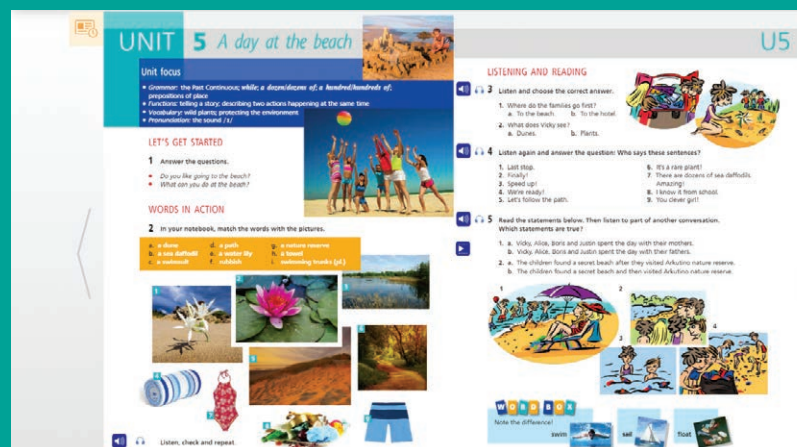 UNIT 5 A day at the beach
U5
Unit focus
• Grammar: the Past Continuous; while; a dozen/dozens of; a hundred/hundreds of;
prepositions of place
• Functions: telling a story; describing two actions happening at the same time
• Vocabulary: wild plants; protecting the environment
• Pronunciation: the sound
LET'S GET STARTED
1 Answer the questions.
• Do you like going to the beach?
• What can you do at the beach?
WORDS IN ACTION
2 In your notebook, match the words with the pictures.
a. a dune d. a path g. a nature reserve
b. a sea daffodil e. a water lily h. a towel
c. a swimsuit f. rubbish i. swimming trunks (pl.)
1
3
4
5
6
7
8
Listen, check and repeat.
LISTENING AND READING
3 Listen and choose the correct answer.
1. Where do the families go first?
a. To the beach. b. To the hotel.
2. What does Vicky see?
a. Dunes. b. Plants.
4 Listen again and answer the question: Who says these sentences?
1. Last stop. 6. It's a rare plant!
2. Finally! 7. There are dozens of sea daffodils.
3. Speed up! Amazing!
4. We're ready! 8. I know it from school.
5. Let's follow the path. 9. You clever girl!
5 Read the statements below. Then listen to part of another conversation.
Which statements are true?
1. a. Vicky, Alice, Boris and Justin spent the day with their mothers.
b. Vicky, Alice, Boris and Justin spent the day with their fathers.
2. a. The children found a secret beach after they visited Arkutino nature reserve.
b. The children found a secret beach and then visited Arkutino nature reserve.
1
2
3
4
WORD BOX
Note the difference!
swim sail float